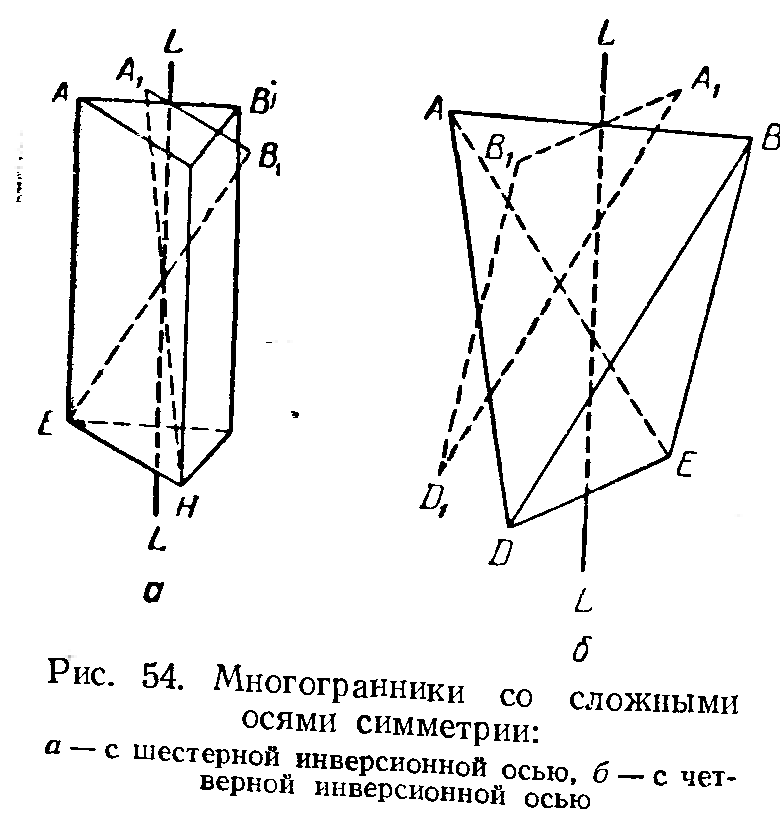 L
A₁
A
B
B₁
E
H
L
а
L
A₁
A
B₁
B
E
D₁
D
L
б
Рис. 54. Многогранники со сложными
осями симметрии:
а — с шестерной инверсионной осью, б — с чет-
верной инверсионной осью